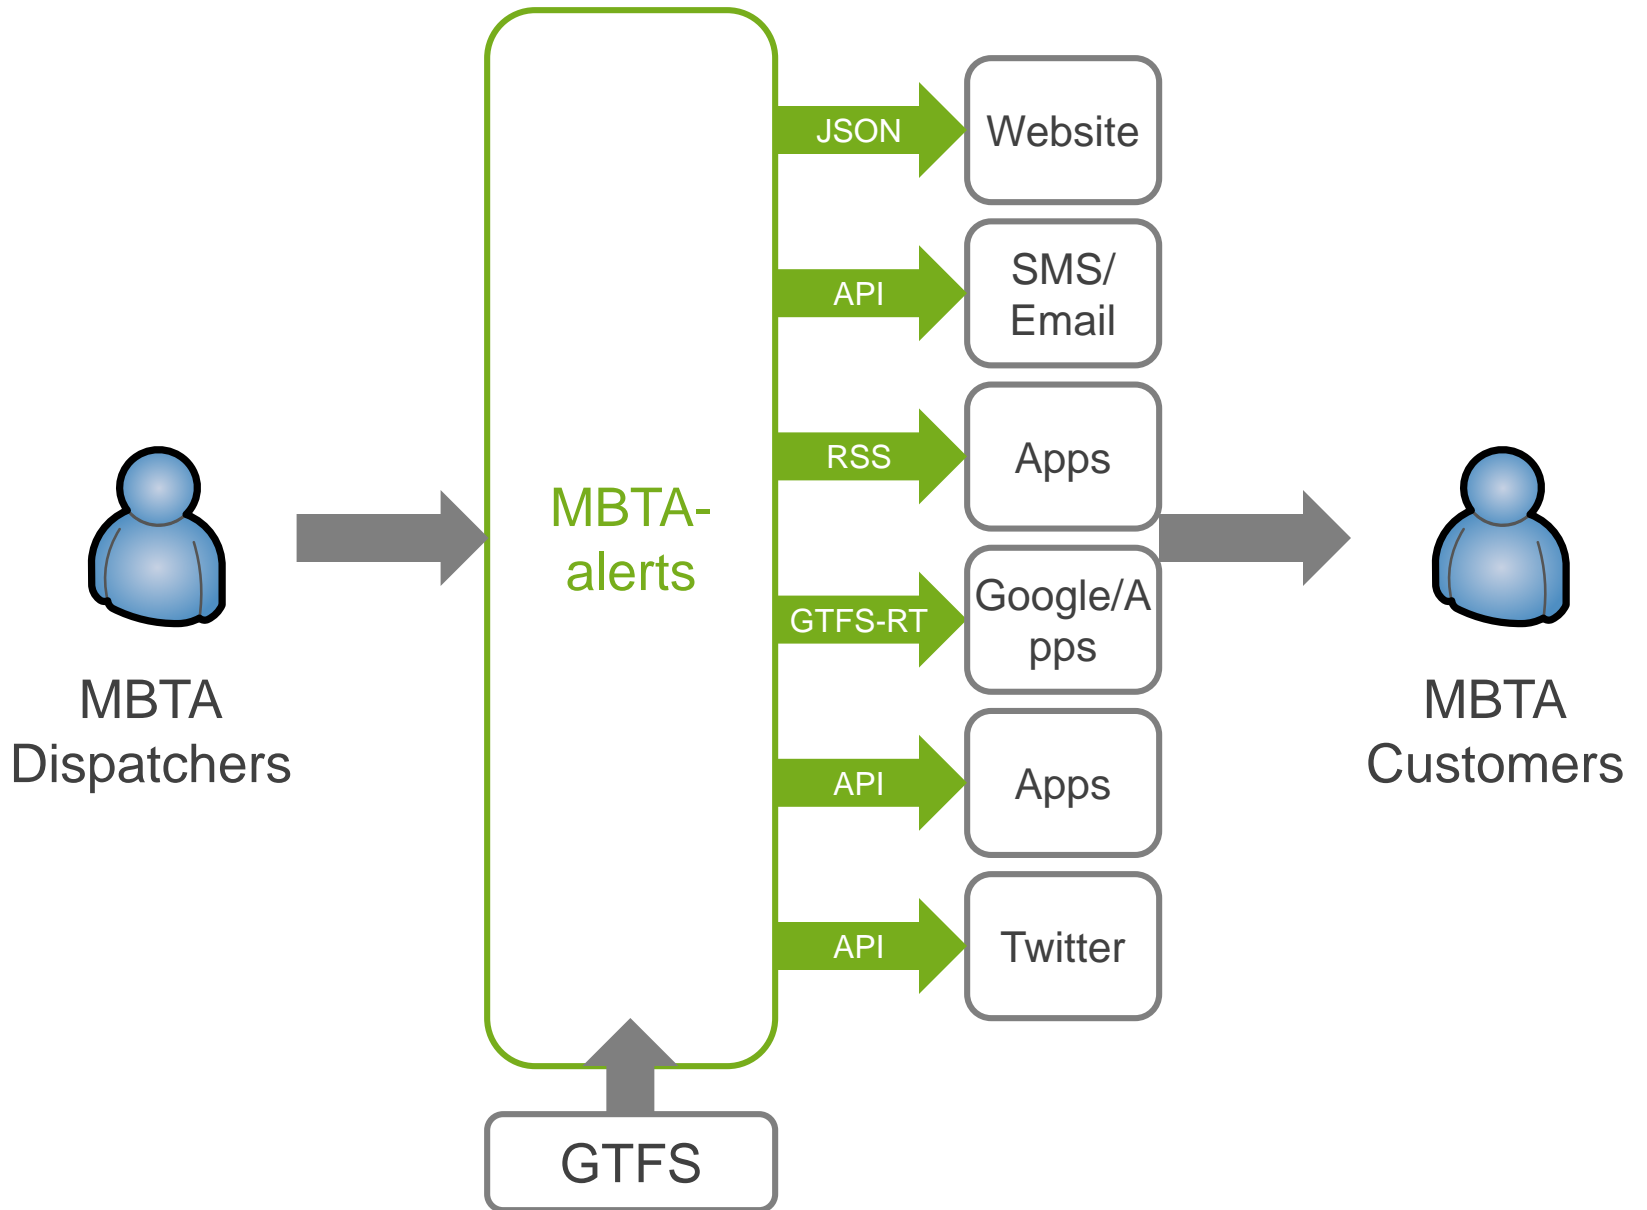 JSON
Website
API
SMS/
Email
RSS
Apps
MBTA-
alerts
GTFS-RT
Google/A
pps
MBTA
Dispatchers
MBTA
Customers
API
Apps
API
Twitter
GTFS